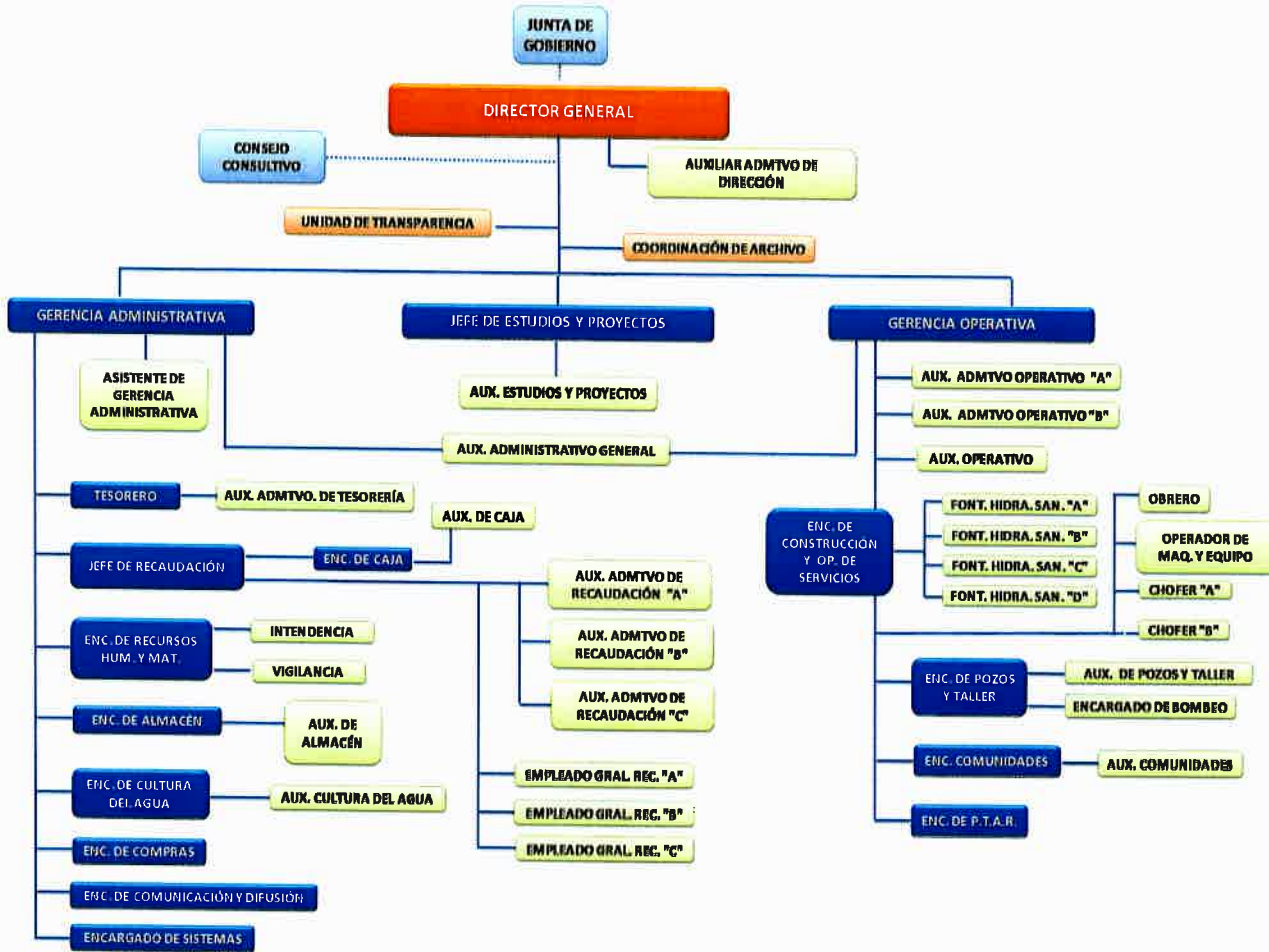 JUNTA DE
GOBIERNO
DIRECTOR GENERAL
CONSEJO
CONSULTIVO
AUXILIAR ADMTVO DE
DIRECCIÓN
UNIDAD DE TRANSPARENCIA
COORDINACIÓN DE ARCHIVO
GERENCIA ADMINISTRATIVA
JEFE DE ESTUDIOS Y PROYECTOS
GERENCIA OPERATIVA
ASISTENTE DE
GERENCIA
ADMINISTRATIVA
AUX. ESTUDIOS Y PROYECTOS
AUX. ADMINISTRATIVO GENERAL
AUX. ADMTVO OPERATIVO "A"
AUX. ADMTVO OPERATIVO "B"
AUX. OPERATIVO
TESORERO
AUX. ADMTVO. DE TESORERÍA
JEFE DE RECAUDACIÓN
ENC. DE CAJA
AUX. DE CAJA
AUX. ADMTVO DE
RECAUDACIÓN "A"
AUX. ADMTVO DE
RECAUDACIÓN "B"
AUX. ADMTVO DE
RECAUDACIÓN "C"
EMPLEADO GRAL. REC. "A"
EMPLEADO GRAL. REC. "B"
EMPLEADO GRAL. REC. "C"
ENC. DE RECURSOS
HUM. Y MAT.
INTENDENCIA
VIGILANCIA
ENC. DE ALMACÉN
AUX. DE
ALMACÉN
ENC. DE CULTURA
DEL AGUA
AUX. CULTURA DEL AGUA
ENC. DE COMPRAS
ENC. DE COMUNICACIÓN Y DIFUSIÓN
ENCARGADO DE SISTEMAS
ENC. DE
CONSTRUCCIÓN
Y OP. DE
SERVICIOS
FONT. HIDRA. SAN. "A"
FONT. HIDRA. SAN. "B"
FONT. HIDRA. SAN. "C"
FONT. HIDRA. SAN. "D"
OBRERO
OPERADOR DE
MAQ. Y EQUIPO
CHOFER "A"
CHOFER "B"
ENC. DE POZOS
Y TALLER
AUX. DE POZOS Y TALLER
ENCARGADO DE BOMBEO
ENC. COMUNIDADES
AUX. COMUNIDADES
ENC. DE P.T.A.R.